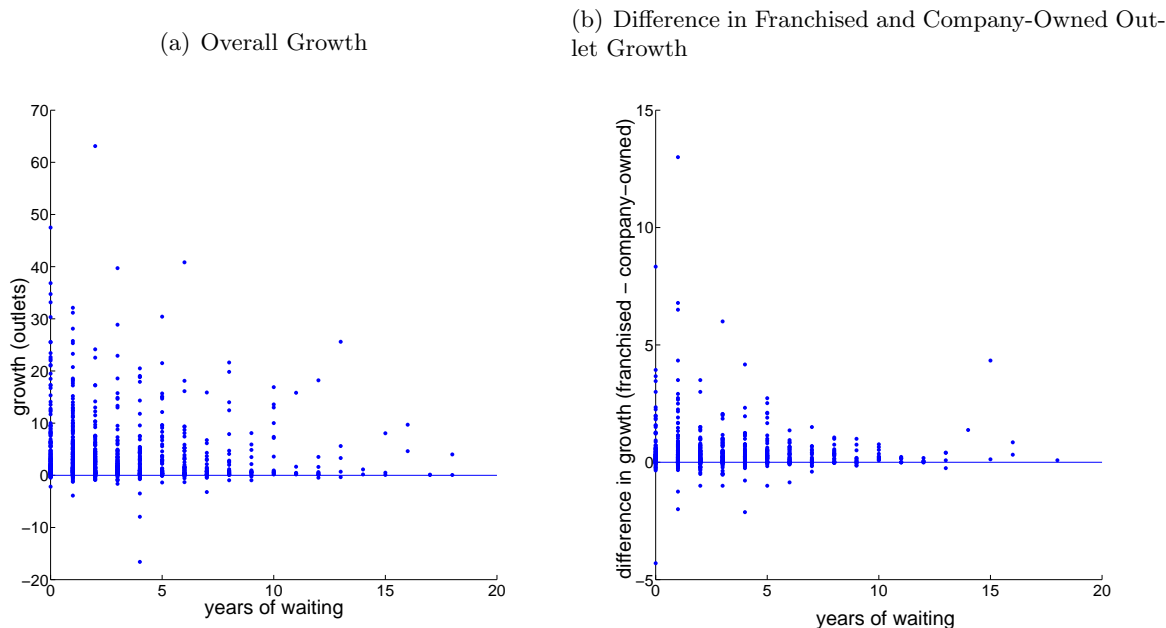 (a) Overall Growth
(b) Difference in Franchised and Company-Owned Out-
let Growth
70
60
50
40
30
20
10
0
−10
−20
growth (outlets)
0 5 10 15 20
years of waiting
15
10
5
0
−5
difference in growth (franchised − company−owned)
0 5 10 15 20
years of waiting